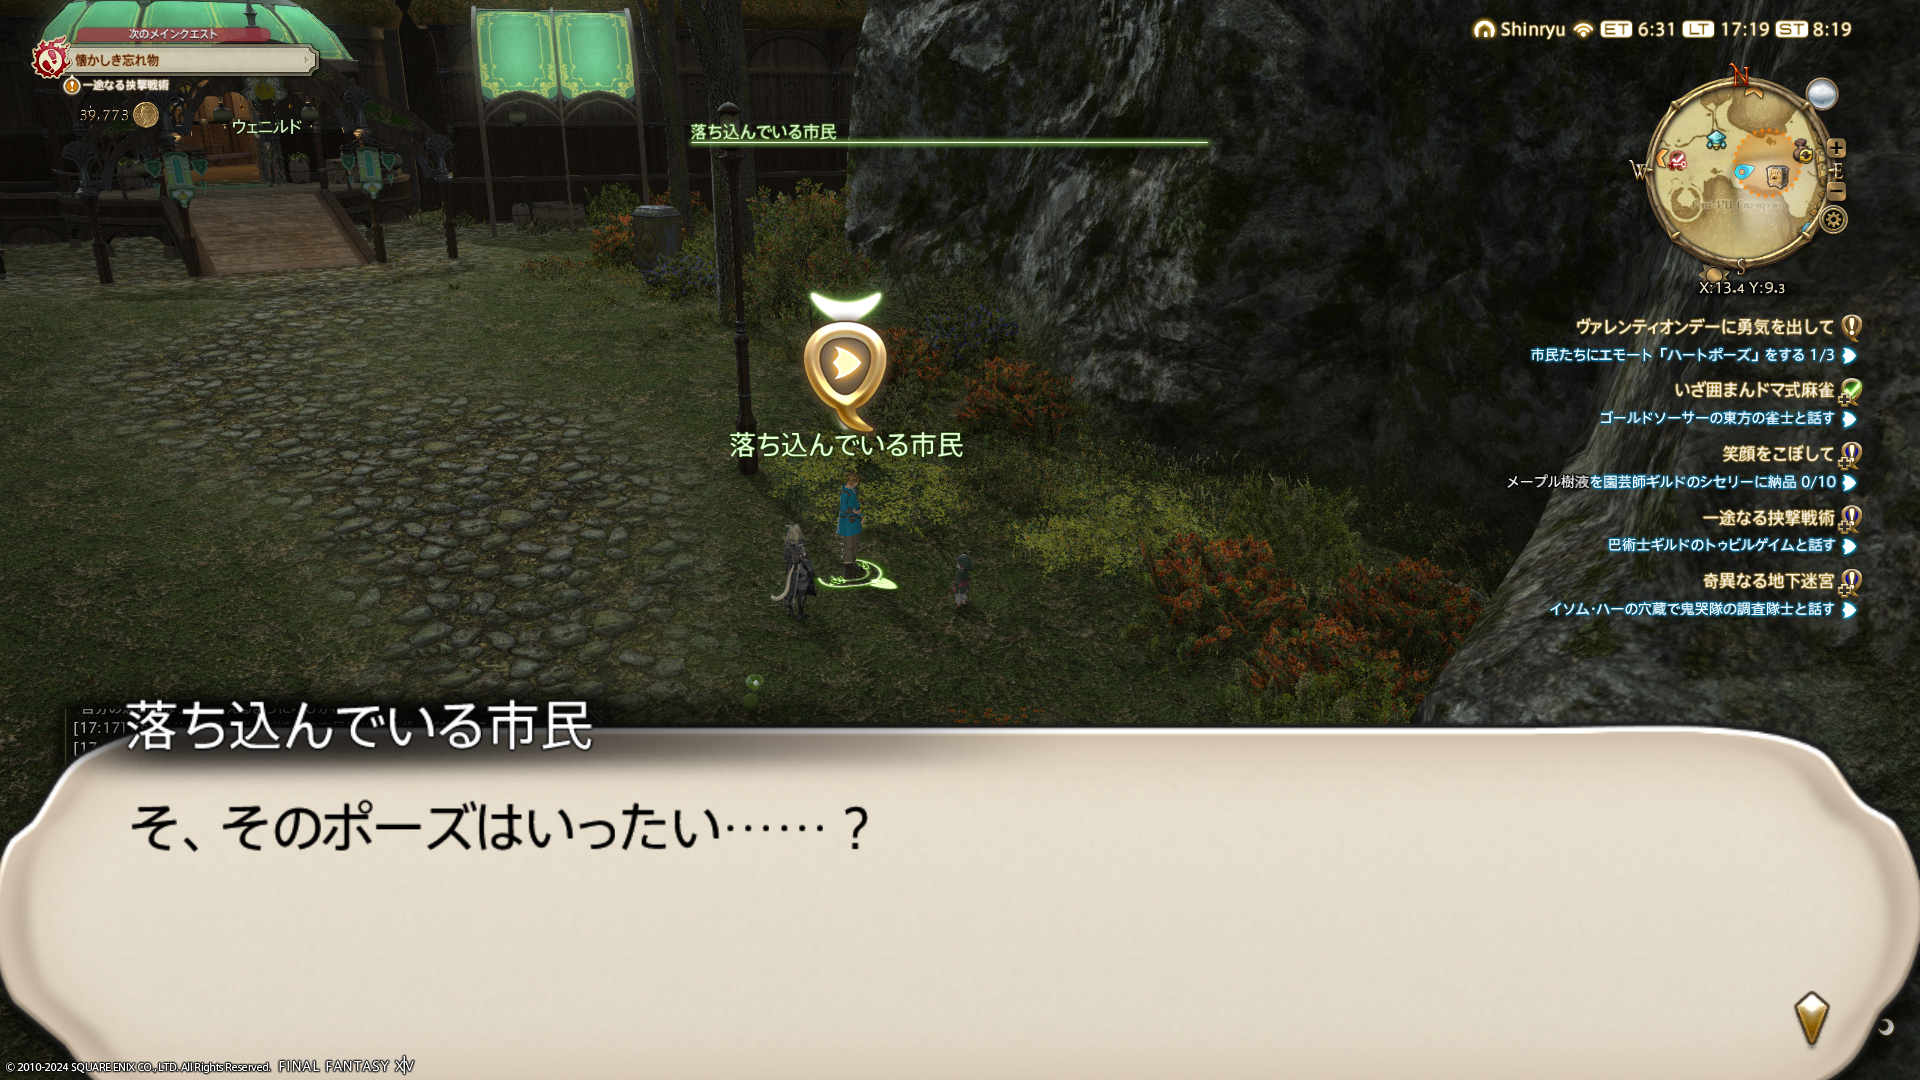 次のメインクエスト
懐かしき忘れ物
一途なる挟撃戦術
39,773
ウェニルド
Shinryu ET 6:31 LT 17:19 ST 8:19
落ち込んでいる市民
N
W
E
S
X:13.4 Y:9.3
ヴァレンティオンデーに勇気を出して
市民たちにエモート「ハートポーズ」をする 1/3
いざ囲まんドマ式麻雀
ゴールドソーサーの東方の雀士と話す
笑顔をこぼして
メープル樹液を園芸師ギルドのシセリーに納品 0/10
一途なる挟撃戦術
巴術士ギルドのトゥビルゲイムと話す
奇異なる地下迷宮
イソム・ハーの穴蔵で鬼哭隊の調査隊士と話す
落ち込んでいる市民
[17:17]
[17
落ち込んでいる市民
そ、そのポーズはいったい……？
© 2010-2024 SQUARE ENIX CO., LTD. All Rights Reserved. FINAL FANTASY XIV